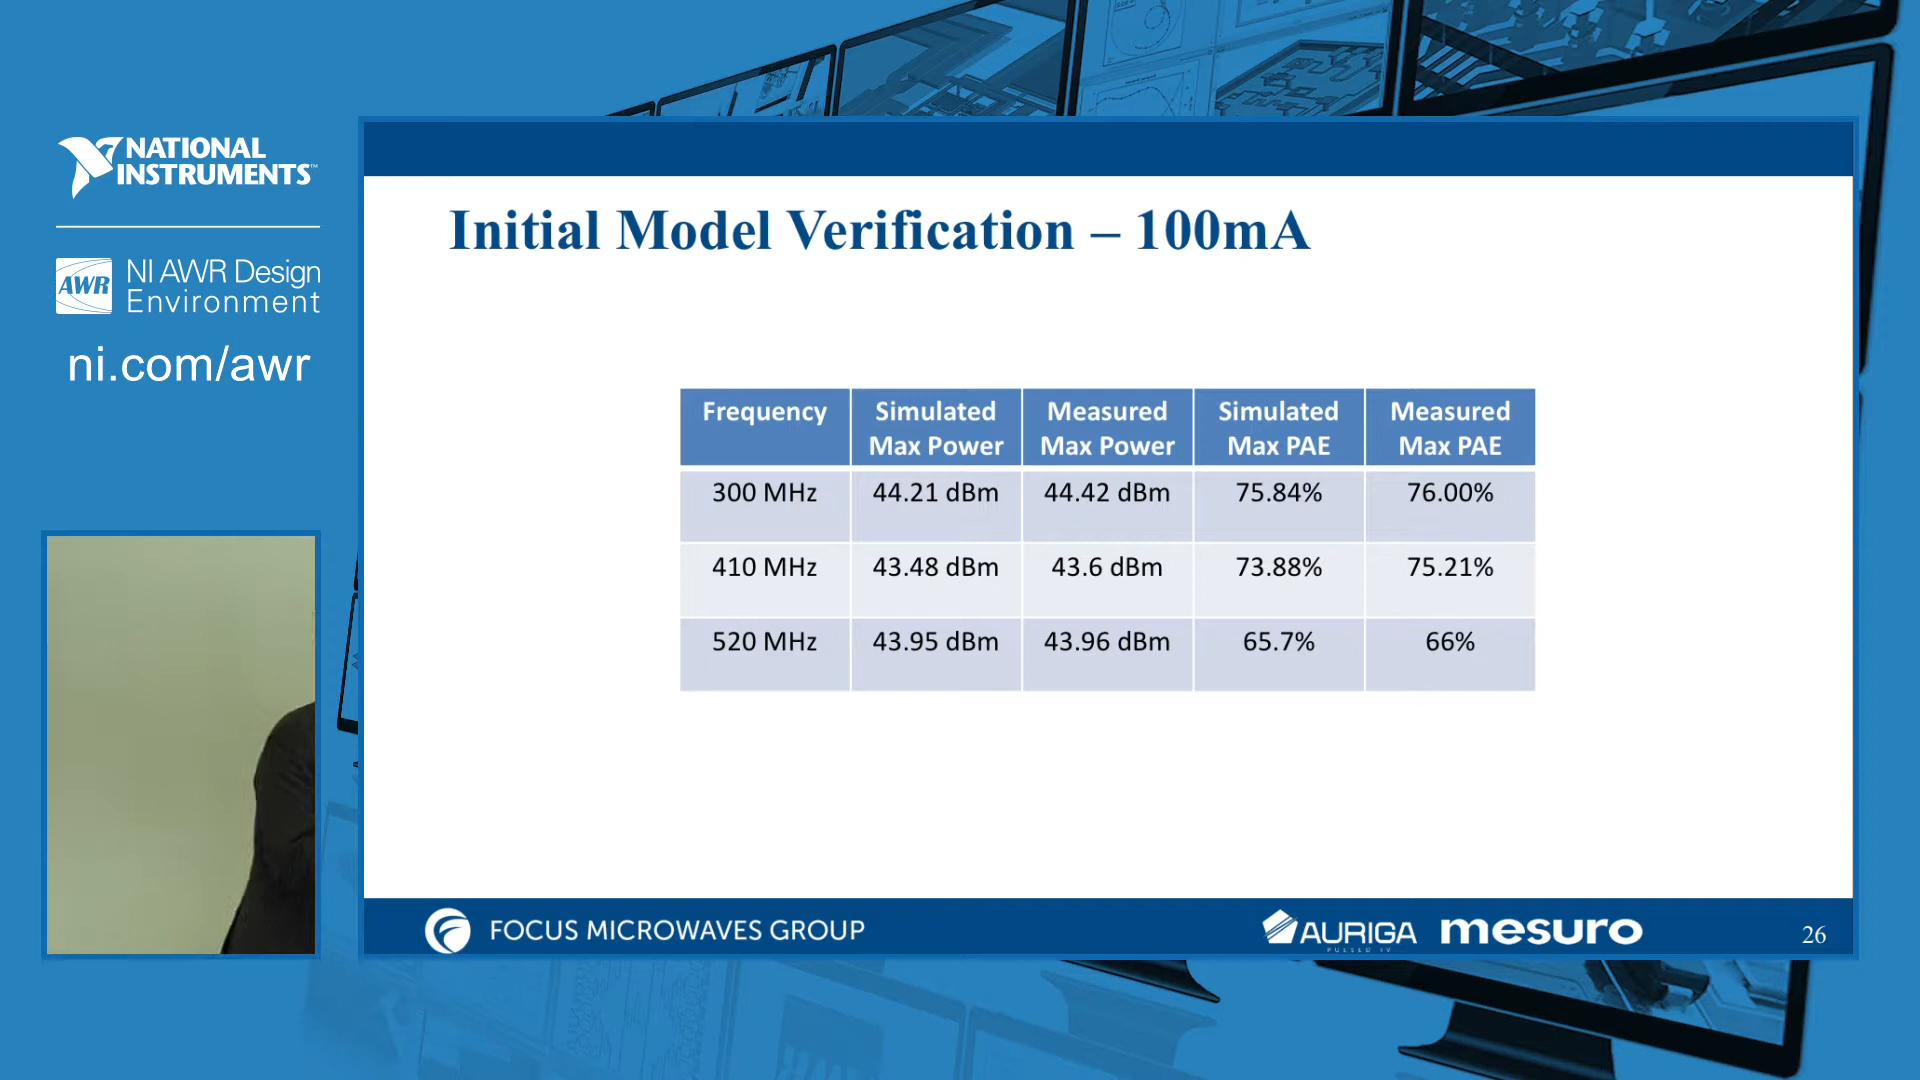 NATIONAL
INSTRUMENTS™
AWR
NI AWR Design
Environment
ni.com/awr
Initial Model Verification – 100mA
Frequency Simulated Max Power Measured Max Power Simulated Max PAE Measured Max PAE
300 MHz 44.21 dBm 44.42 dBm 75.84% 76.00%
410 MHz 43.48 dBm 43.6 dBm 73.88% 75.21%
520 MHz 43.95 dBm 43.96 dBm 65.7% 66%
FOCUS MICROWAVES GROUP
AURIGA
PULSED IV
mesuro
26